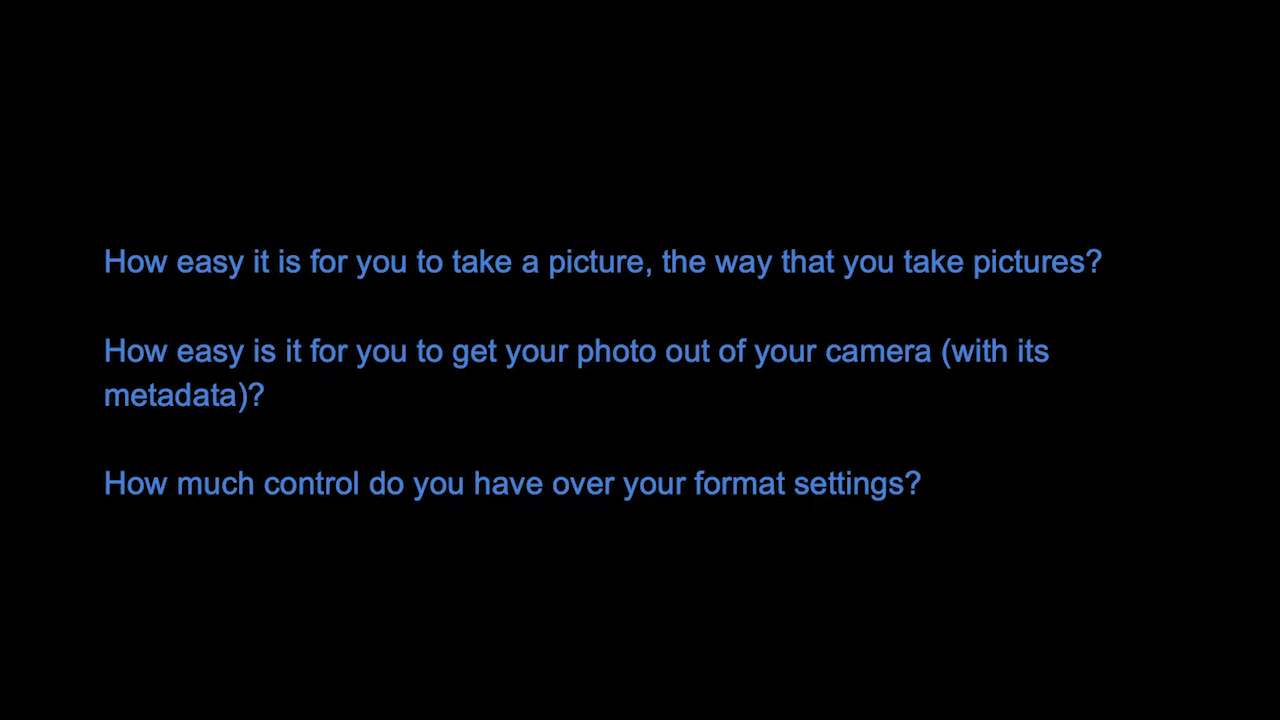 How easy it is for you to take a picture, the way that you take pictures?
How easy is it for you to get your photo out of your camera (with its
metadata)?
How much control do you have over your format settings?